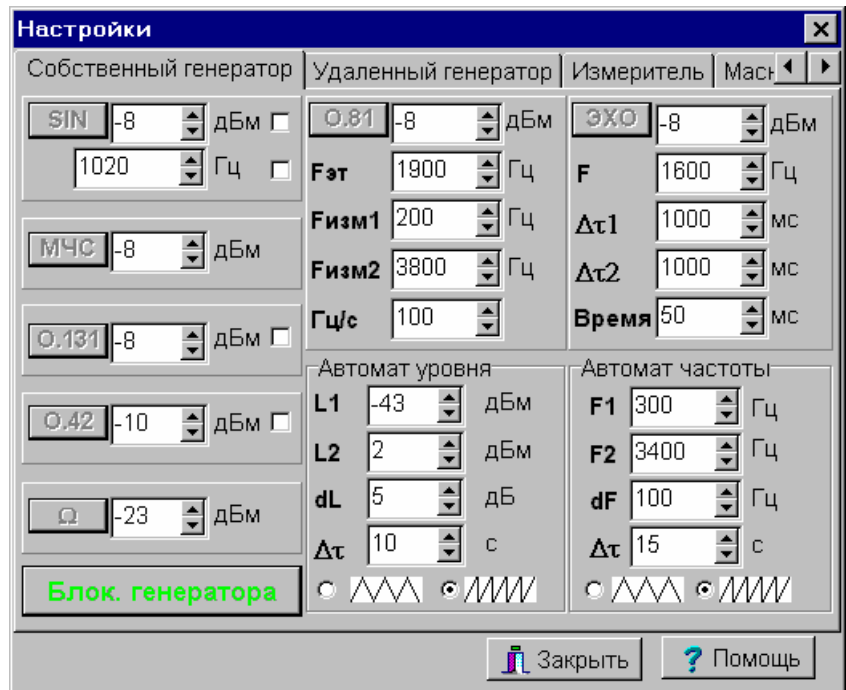 Настройки
Собственный генератор Удаленный генератор Измеритель
SIN -8 дБм
1020 Гц
МЧС -8 дБм
O.131 -8 дБм
O.42 -10 дБм
Ω -23 дБм
Блок. генератора
O.81 -8 дБм
Fэт 1900 Гц
Fизм1 200 Гц
Fизм2 3800 Гц
Гц/с 100
ЭХО -8 дБм
F 1600 Гц
Δτ1 1000 мс
Δτ2 1000 мс
Время 50 мс
Автомат уровня
L1 -43 дБм
L2 2 дБм
dL 5 дБ
Δτ 10 с
Автомат частоты
F1 300 Гц
F2 3400 Гц
dF 100 Гц
Δτ 15 с
Закрыть ? Помощь